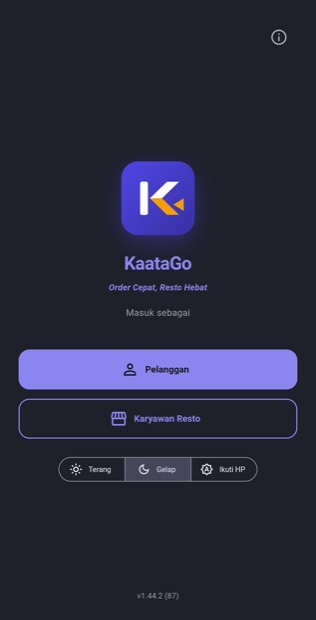 KaataGo
Order Cepat, Resto Hebat
Masuk sebagai
Pelanggan
Karyawan Resto
Terang
Gelap
Ikuti HP
v1.44.2 (87)